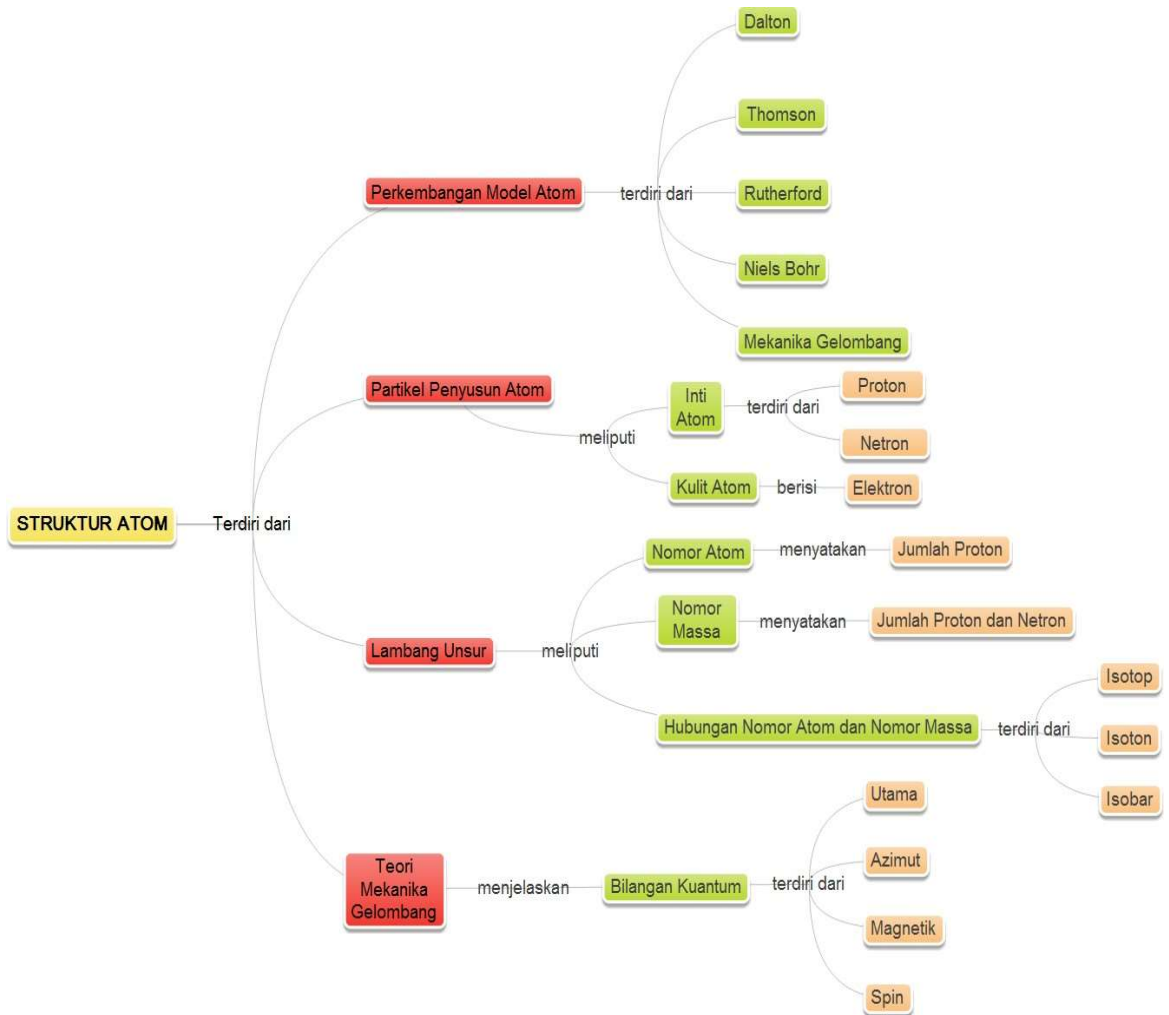 STRUKTUR ATOM
Terdiri dari
Perkembangan Model Atom
terdiri dari
Dalton
Thomson
Rutherford
Niels Bohr
Mekanika Gelombang
Partikel Penyusun Atom
meliputi
Inti
Atom
terdiri dari
Proton
Netron
Kulit Atom
berisi
Elektron
Lambang Unsur
meliputi
Nomor Atom
menyatakan
Jumlah Proton
Nomor
Massa
menyatakan
Jumlah Proton dan Netron
Hubungan Nomor Atom dan Nomor Massa
terdiri dari
Isotop
Isoton
Isobar
Teori
Mekanika
Gelombang
menjelaskan
Bilangan Kuantum
terdiri dari
Utama
Azimut
Magnetik
Spin